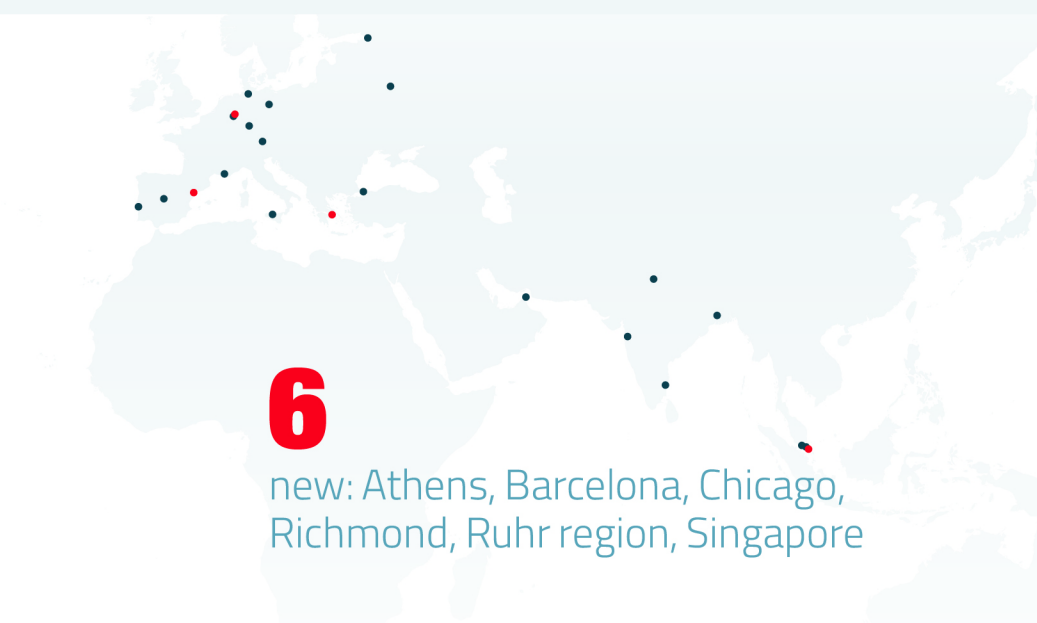 6
new: Athens, Barcelona, Chicago,
Richmond, Ruhr region, Singapore